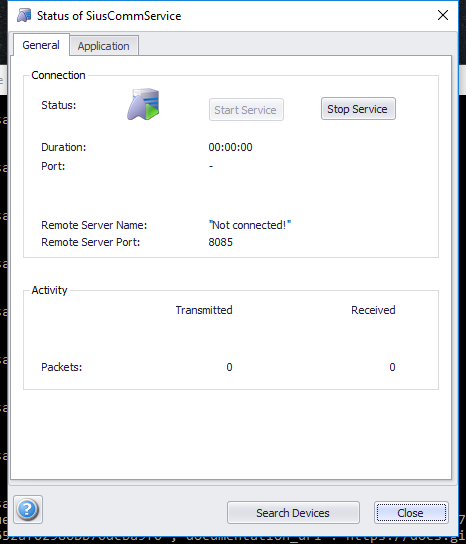 Status of SiusCommService
General
Application
Connection
Status:
Start Service
Stop Service
Duration:
00:00:00
Port:
-
Remote Server Name:
"Not connected!"
Remote Server Port:
8085
Activity
Transmitted
Received
Packets:
0
0
Search Devices
Close